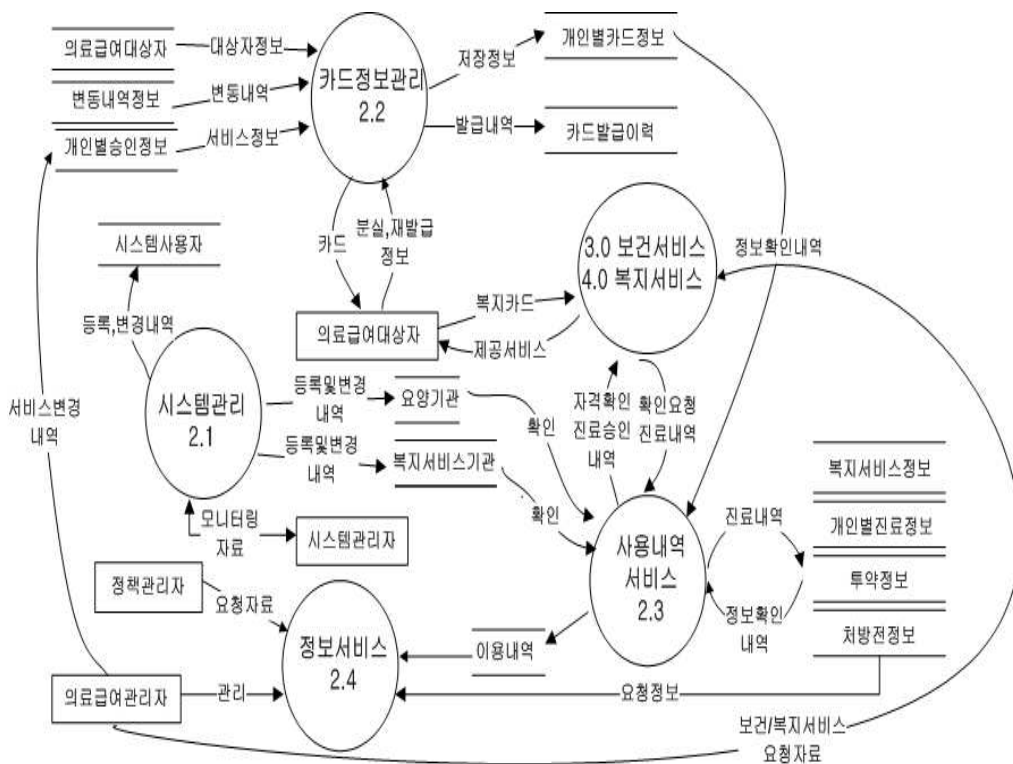 의료급여대상자
대상자정보
변동내역정보
변동내역
개인별승인정보
서비스정보
카드정보관리
2.2
저장정보
개인별카드정보
발급내역
카드발급이력
카드
분실,재발급
정보
시스템사용자
등록,변경내역
3.0 보건서비스
4.0 복지서비스
정보확인내역
의료급여대상자
복지카드
제공서비스
서비스변경
내역
시스템관리
2.1
등록및변경
내역
요양기관
등록및변경
내역
복지서비스기관
확인
확인
자격확인
진료승인
내역
확인요청
진료내역
모니터링
자료
시스템관리자
사용내역
서비스
2.3
진료내역
정보확인
내역
복지서비스정보
개인별진료정보
투약정보
처방전정보
정책관리자
요청자료
정보서비스
2.4
이용내역
의료급여관리자
관리
요청정보
보건/복지서비스
요청자료